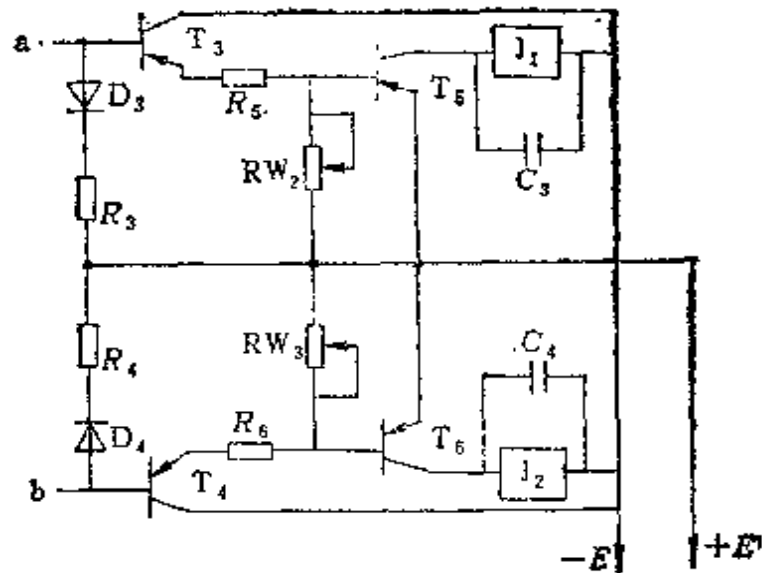 a
T₃
D₃
R₅
RW₂
T₅
J₁
C₃
R₃
R₄
RW₃
C₄
D₄
R₆
T₆
J₂
b
T₄
−E
+E'